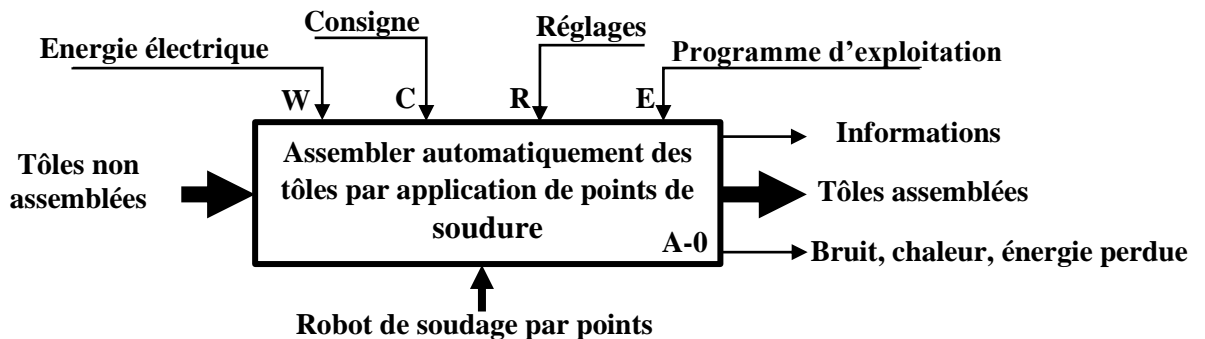 Consigne
Réglages
Energie électrique
Programme d'exploitation
W
C
R
E
Tôles non
assemblées
Assembler automatiquement des
tôles par application de points de
soudure
A-0
Informations
Tôles assemblées
Bruit, chaleur, énergie perdue
Robot de soudage par points